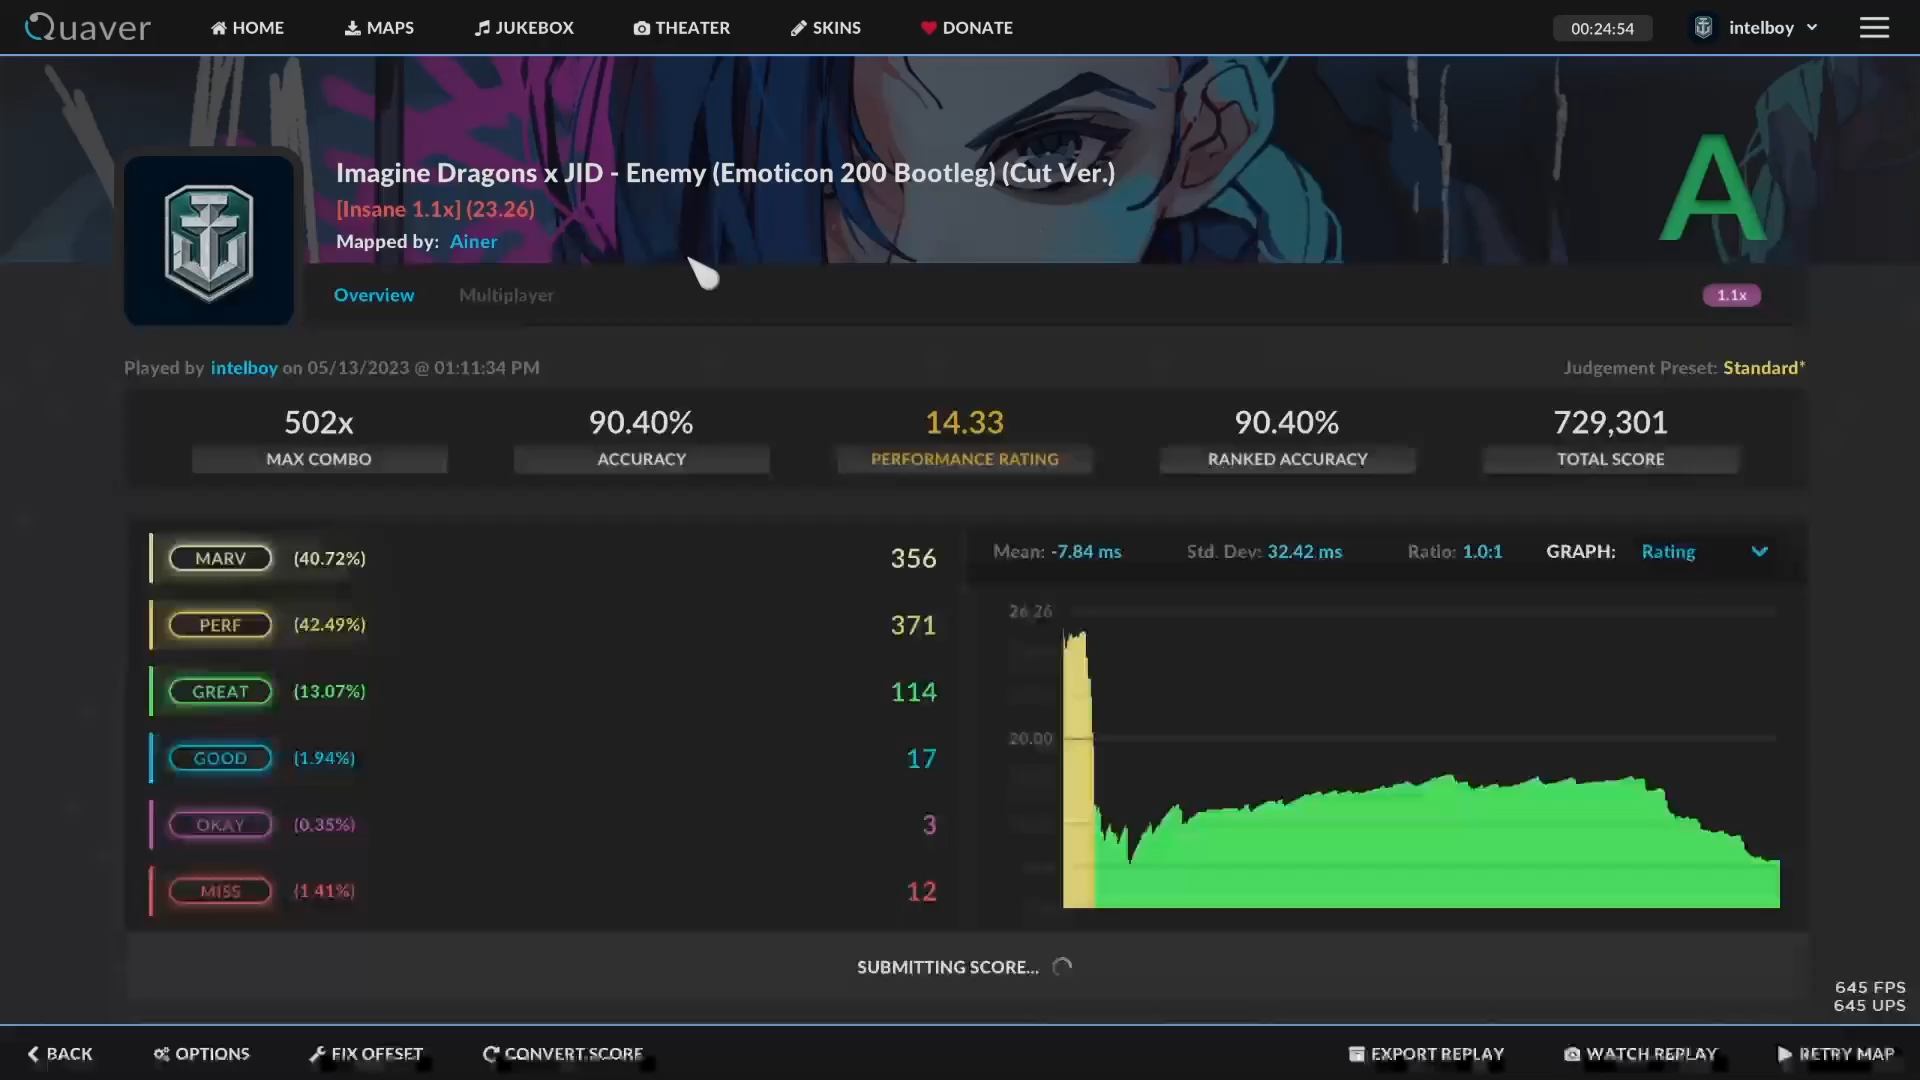 Quaver
HOME
MAPS
JUKEBOX
THEATER
SKINS
DONATE
00:24:54
intelboy
Imagine Dragons x JID - Enemy (Emoticon 200 Bootleg) (Cut Ver.)
[Insane 1.1x] (23.26)
Mapped by: Ainer
A
Overview
Multiplayer
1.1x
Played by intelboy on 05/13/2023 @ 01:11:34 PM
Judgement Preset: Standard*
502x
90.40%
14.33
90.40%
729,301
MAX COMBO
ACCURACY
PERFORMANCE RATING
RANKED ACCURACY
TOTAL SCORE
MARV (40.72%) 356
PERF (42.49%) 371
GREAT (13.07%) 114
GOOD (1.94%) 17
OKAY (0.35%) 3
MISS (1.41%) 12
Mean: -7.84 ms
Std. Dev: 32.42 ms
Ratio: 1.0:1
GRAPH: Rating
26.26
20.00
SUBMITTING SCORE...
645 FPS
645 UPS
BACK
OPTIONS
FIX OFFSET
CONVERT SCORE
EXPORT REPLAY
WATCH REPLAY
RETRY MAP